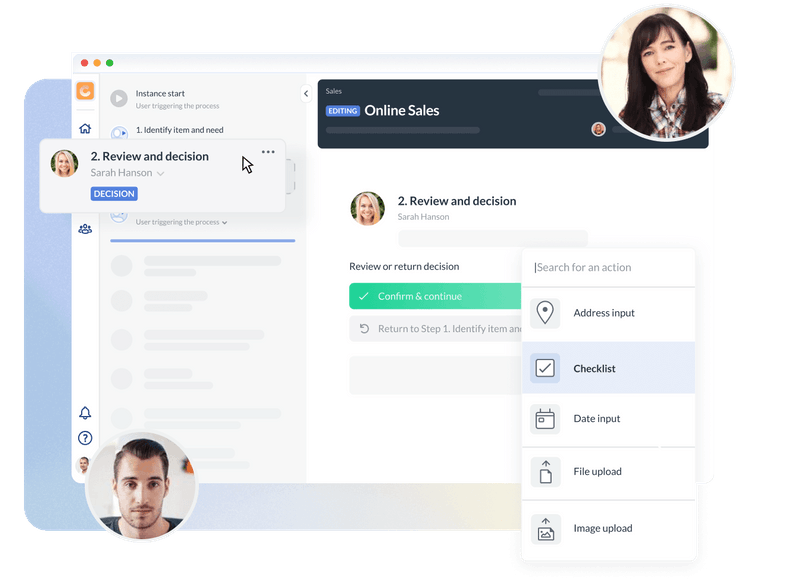 Instance start
User triggering the process
1. Identify item and need
2. Review and decision
Sarah Hanson
DECISION
User triggering the process
Sales
EDITING Online Sales
2. Review and decision
Sarah Hanson
Review or return decision
Confirm & continue
Return to Step 1. Identify item and
Search for an action
Address input
Checklist
Date input
File upload
Image upload